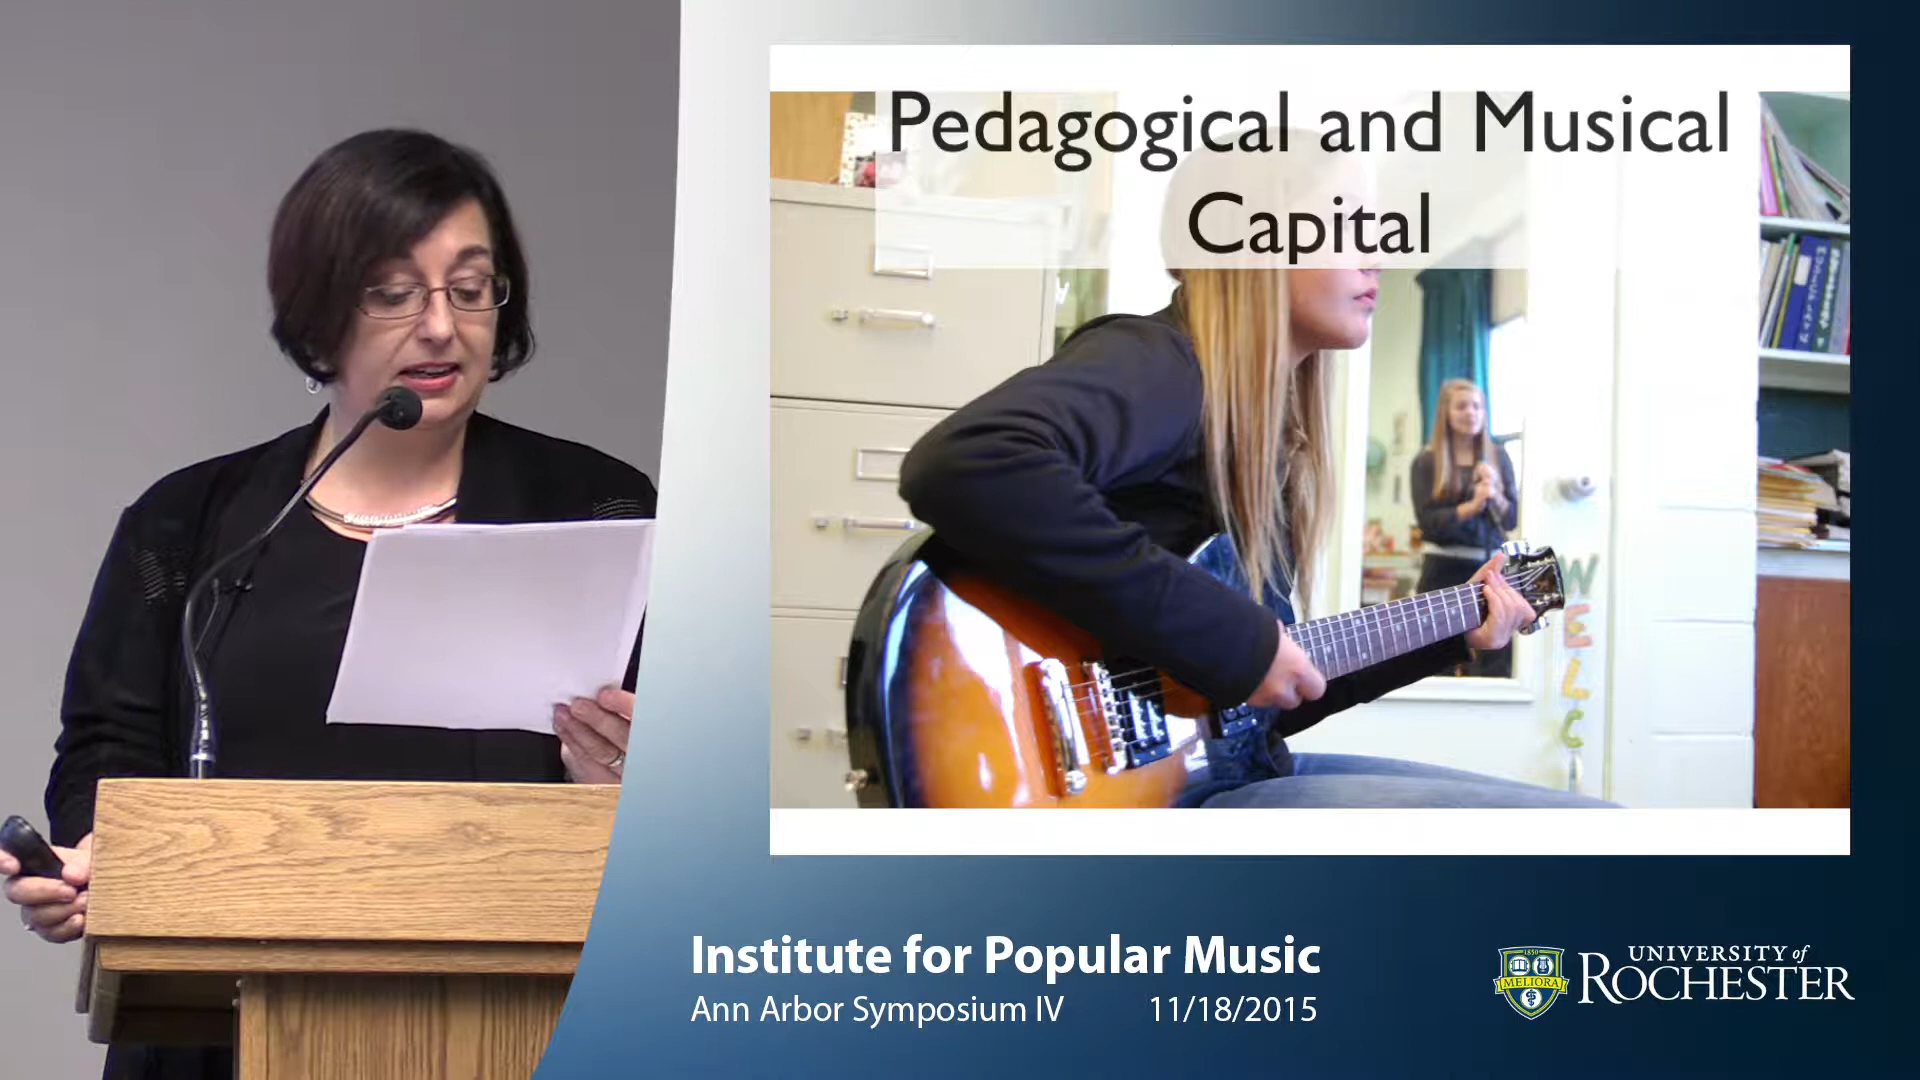 Pedagogical and Musical
Capital
W
E
L
C
Institute for Popular Music
Ann Arbor Symposium IV 11/18/2015
1850
MELIORA
UNIVERSITY of
ROCHESTER